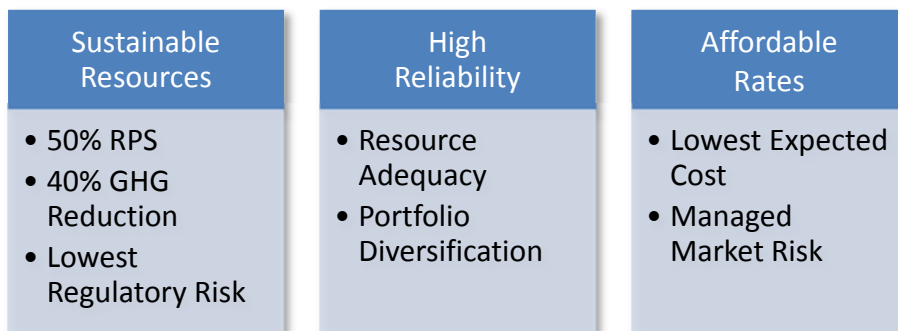 Sustainable
Resources
• 50% RPS
• 40% GHG
Reduction
• Lowest
Regulatory Risk
High
Reliability
• Resource
Adequacy
• Portfolio
Diversification
Affordable
Rates
• Lowest Expected
Cost
• Managed
Market Risk